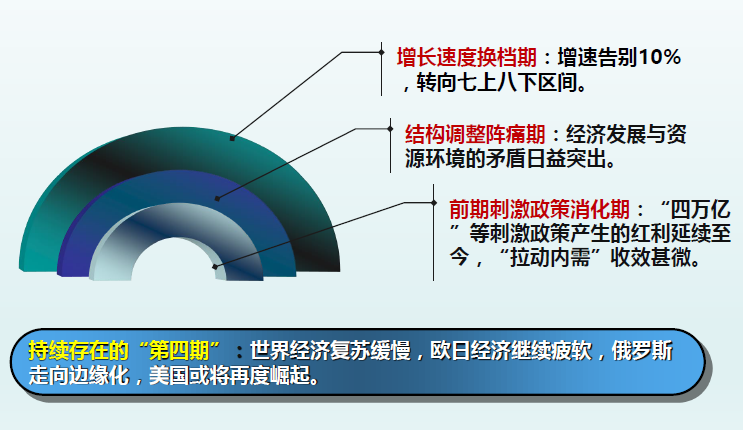 增长速度换档期：增速告别10%
，转向七上八下区间。
结构调整阵痛期：经济发展与资
源环境的矛盾日益突出。
前期刺激政策消化期：“四万亿
”等刺激政策产生的红利延续至
今，“拉动内需”收效甚微。
持续存在的“第四期”：世界经济复苏缓慢，欧日经济继续疲软，俄罗斯
走向边缘化，美国或将再度崛起。